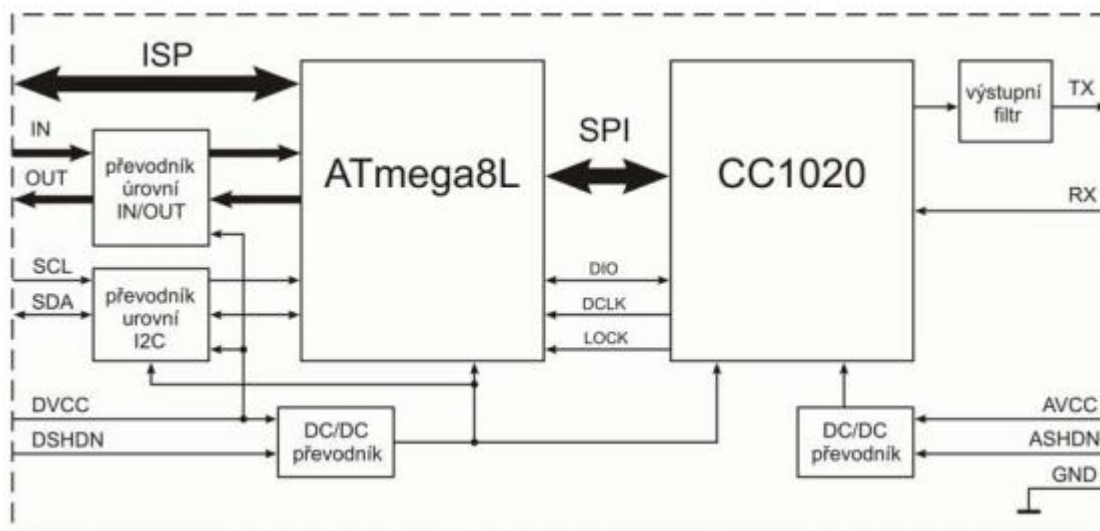 ISP
IN
OUT
převodník
úrovní
IN/OUT
SCL
SDA
převodník
urovní
I2C
DVCC
DSHDN
DC/DC
převodník
ATmega8L
SPI
DIO
DCLK
LOCK
CC1020
výstupní
filtr
TX
RX
DC/DC
převodník
AVCC
ASHDN
GND